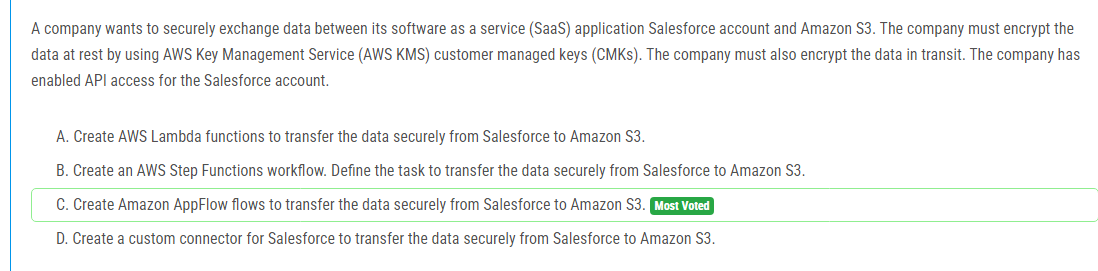 A company wants to securely exchange data between its software as a service (SaaS) application Salesforce account and Amazon S3. The company must encrypt the
data at rest by using AWS Key Management Service (AWS KMS) customer managed keys (CMKs). The company must also encrypt the data in transit. The company has
enabled API access for the Salesforce account.
A. Create AWS Lambda functions to transfer the data securely from Salesforce to Amazon S3.
B. Create an AWS Step Functions workflow. Define the task to transfer the data securely from Salesforce to Amazon S3.
C. Create Amazon AppFlow flows to transfer the data securely from Salesforce to Amazon S3. Most Voted
D. Create a custom connector for Salesforce to transfer the data securely from Salesforce to Amazon S3.